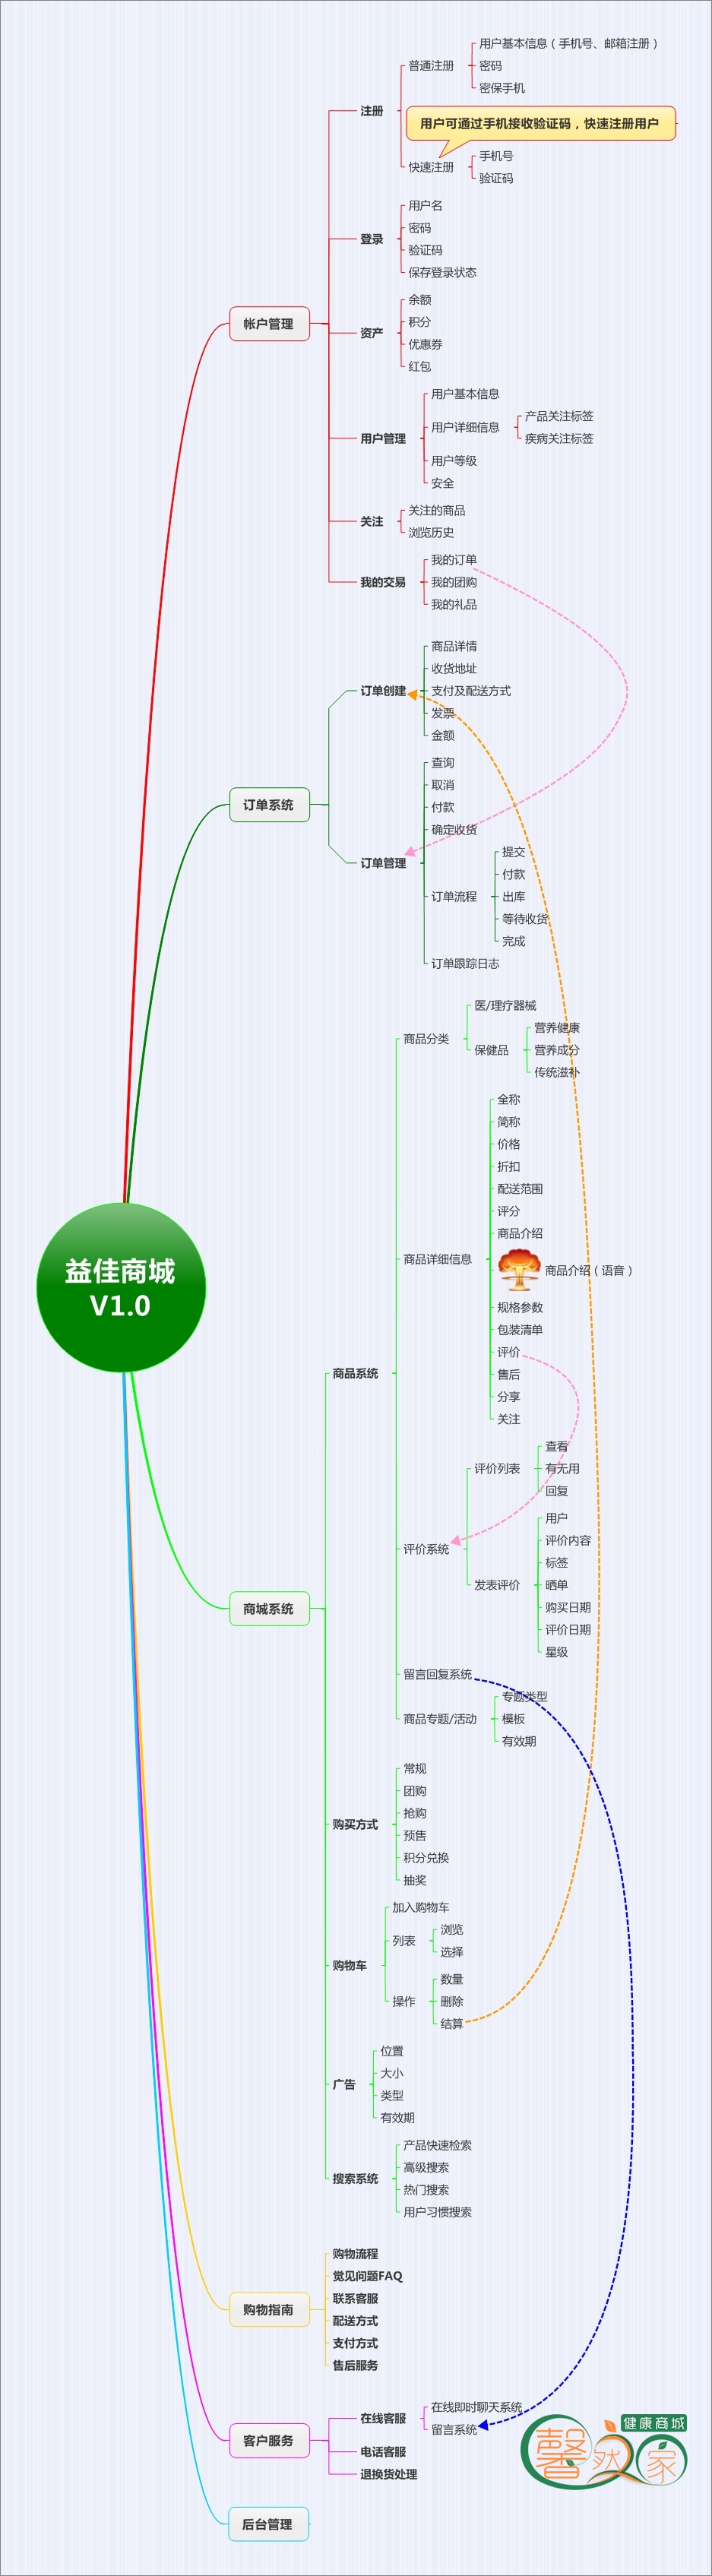 益佳商城
V1.0
帐户管理
注册
普通注册
用户基本信息（手机号、邮箱注册）
密码
密保手机
用户可通过手机接收验证码，快速注册用户
快速注册
手机号
验证码
登录
用户名
密码
验证码
保存登录状态
资产
余额
积分
优惠券
红包
用户管理
用户基本信息
用户详细信息
产品关注标签
疾病关注标签
用户等级
安全
关注
关注的商品
浏览历史
我的交易
我的订单
我的团购
我的礼品
订单系统
订单创建
商品详情
收货地址
支付及配送方式
发票
金额
订单管理
查询
取消
付款
确定收货
订单流程
提交
付款
出库
等待收货
完成
订单跟踪日志
商城系统
商品系统
商品分类
医/理疗器械
保健品
营养健康
营养成分
传统滋补
商品详细信息
全称
简称
价格
折扣
配送范围
评分
商品介绍
商品介绍（语音）
规格参数
包装清单
评价
售后
分享
关注
评价系统
评价列表
查看
有无用
回复
发表评价
用户
评价内容
标签
晒单
购买日期
评价日期
星级
留言回复系统
商品专题/活动
专题类型
模板
有效期
购买方式
常规
团购
抢购
预售
积分兑换
抽奖
购物车
加入购物车
列表
浏览
选择
操作
数量
删除
结算
广告
位置
大小
类型
有效期
搜索系统
产品快速检索
高级搜索
热门搜索
用户习惯搜索
购物指南
购物流程
觉见问题FAQ
联系客服
配送方式
支付方式
售后服务
客户服务
在线客服
在线即时聊天系统
留言系统
电话客服
退换货处理
后台管理
健康商城
馨欣家